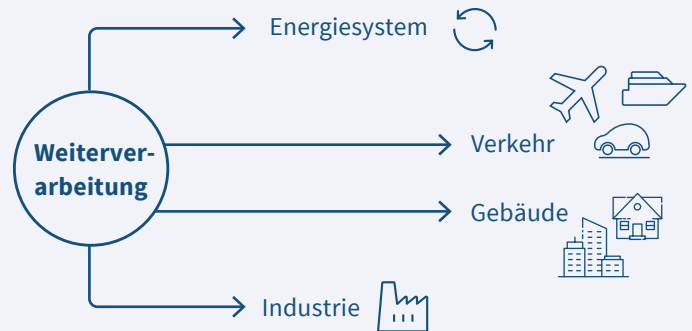 Energiesystem
Weiterver-
arbeitung
Verkehr
Gebäude
Industrie